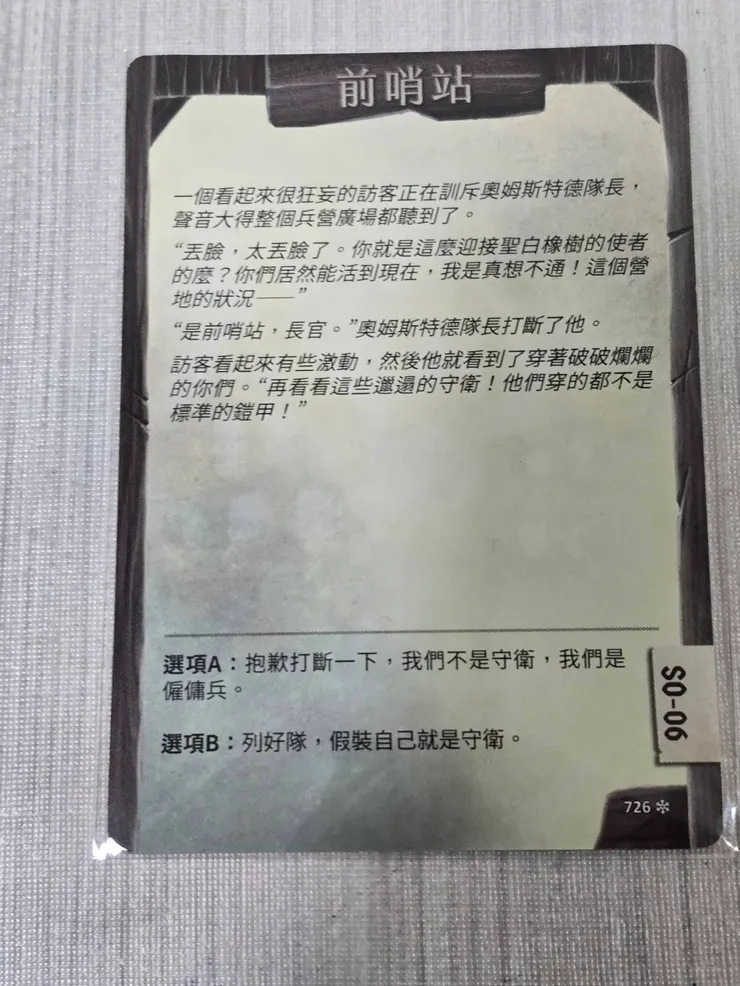 前哨站
一個看起來很狂妄的訪客正在訓斥奧姆斯特德隊長，
聲音大得整個兵營廣場都聽到了。
“丟臉，太丟臉了。你就是這麼迎接聖白橡樹的使者
的麼？你們居然能活到現在，我是真想不通！這個營
地的狀況——”
“是前哨站，長官。”奧姆斯特德隊長打斷了他。
訪客看起來有些激動，然後他就看到了穿著破破爛爛
的你們。“再看看這些邋遢的守衛！他們穿的都不是
標準的鎧甲！”
選項A：抱歉打斷一下，我們不是守衛，我們是
僱傭兵。
選項B：列好隊，假裝自己就是守衛。
SO-06
726